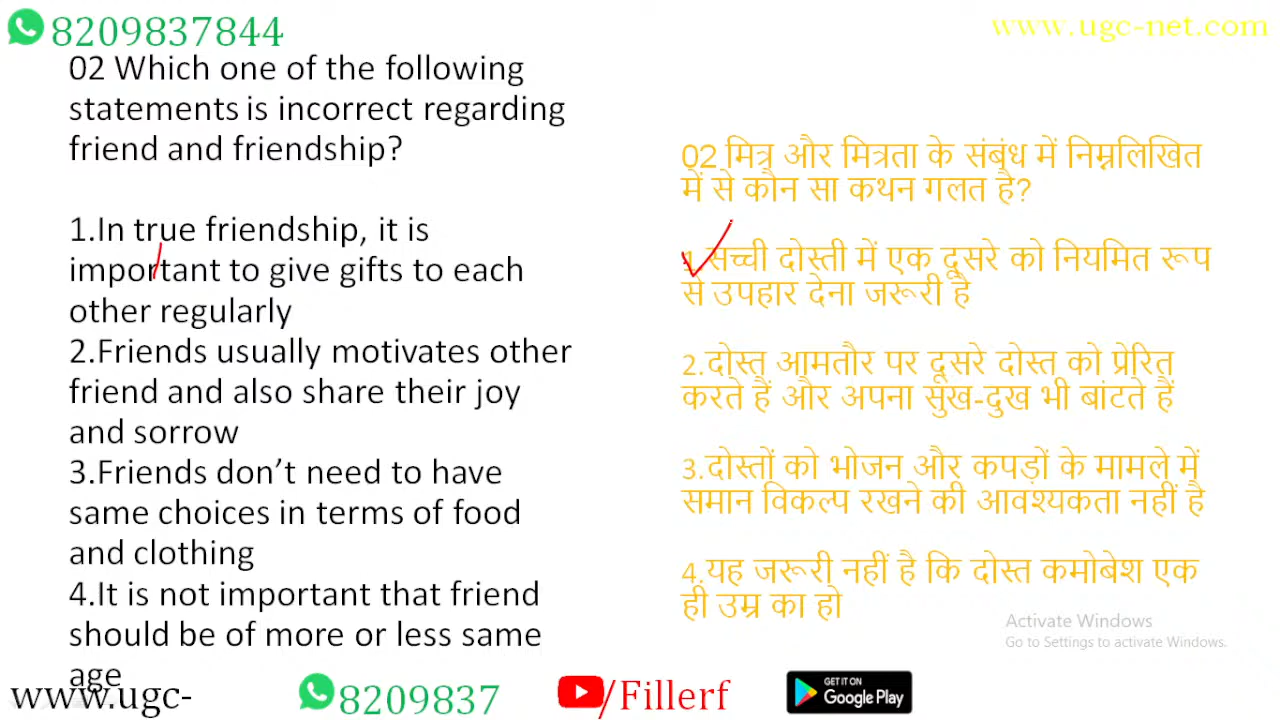 8209837844
www.ugc-net.com
02 Which one of the following
statements is incorrect regarding
friend and friendship?
1.In true friendship, it is
important to give gifts to each
other regularly
2.Friends usually motivates other
friend and also share their joy
and sorrow
3.Friends don’t need to have
same choices in terms of food
and clothing
4.It is not important that friend
should be of more or less same
age
02 मित्र और मित्रता के संबंध में निम्नलिखित
में से कौन सा कथन गलत है?
1.सच्ची दोस्ती में एक दूसरे को नियमित रूप
से उपहार देना जरूरी है
2.दोस्त आमतौर पर दूसरे दोस्त को प्रेरित
करते हैं और अपना सुख-दुख भी बांटते हैं
3.दोस्तों को भोजन और कपड़ों के मामले में
समान विकल्प रखने की आवश्यकता नहीं है
4.यह जरूरी नहीं है कि दोस्त कमोबेश एक
ही उम्र का हो
Activate Windows
Go to Settings to activate Windows.
www.ugc-
8209837
/Fillerf
GET IT ON
Google Play